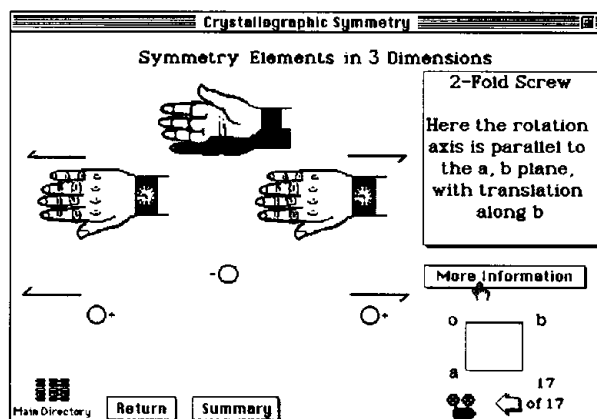 Crystallographic Symmetry
Symmetry Elements in 3 Dimensions
2-Fold Screw
Here the rotation
axis is parallel to
the a, b plane,
with translation
along b
-
+
+
More Information
o b
a
17
of 17
Main Directory
Return
Summary